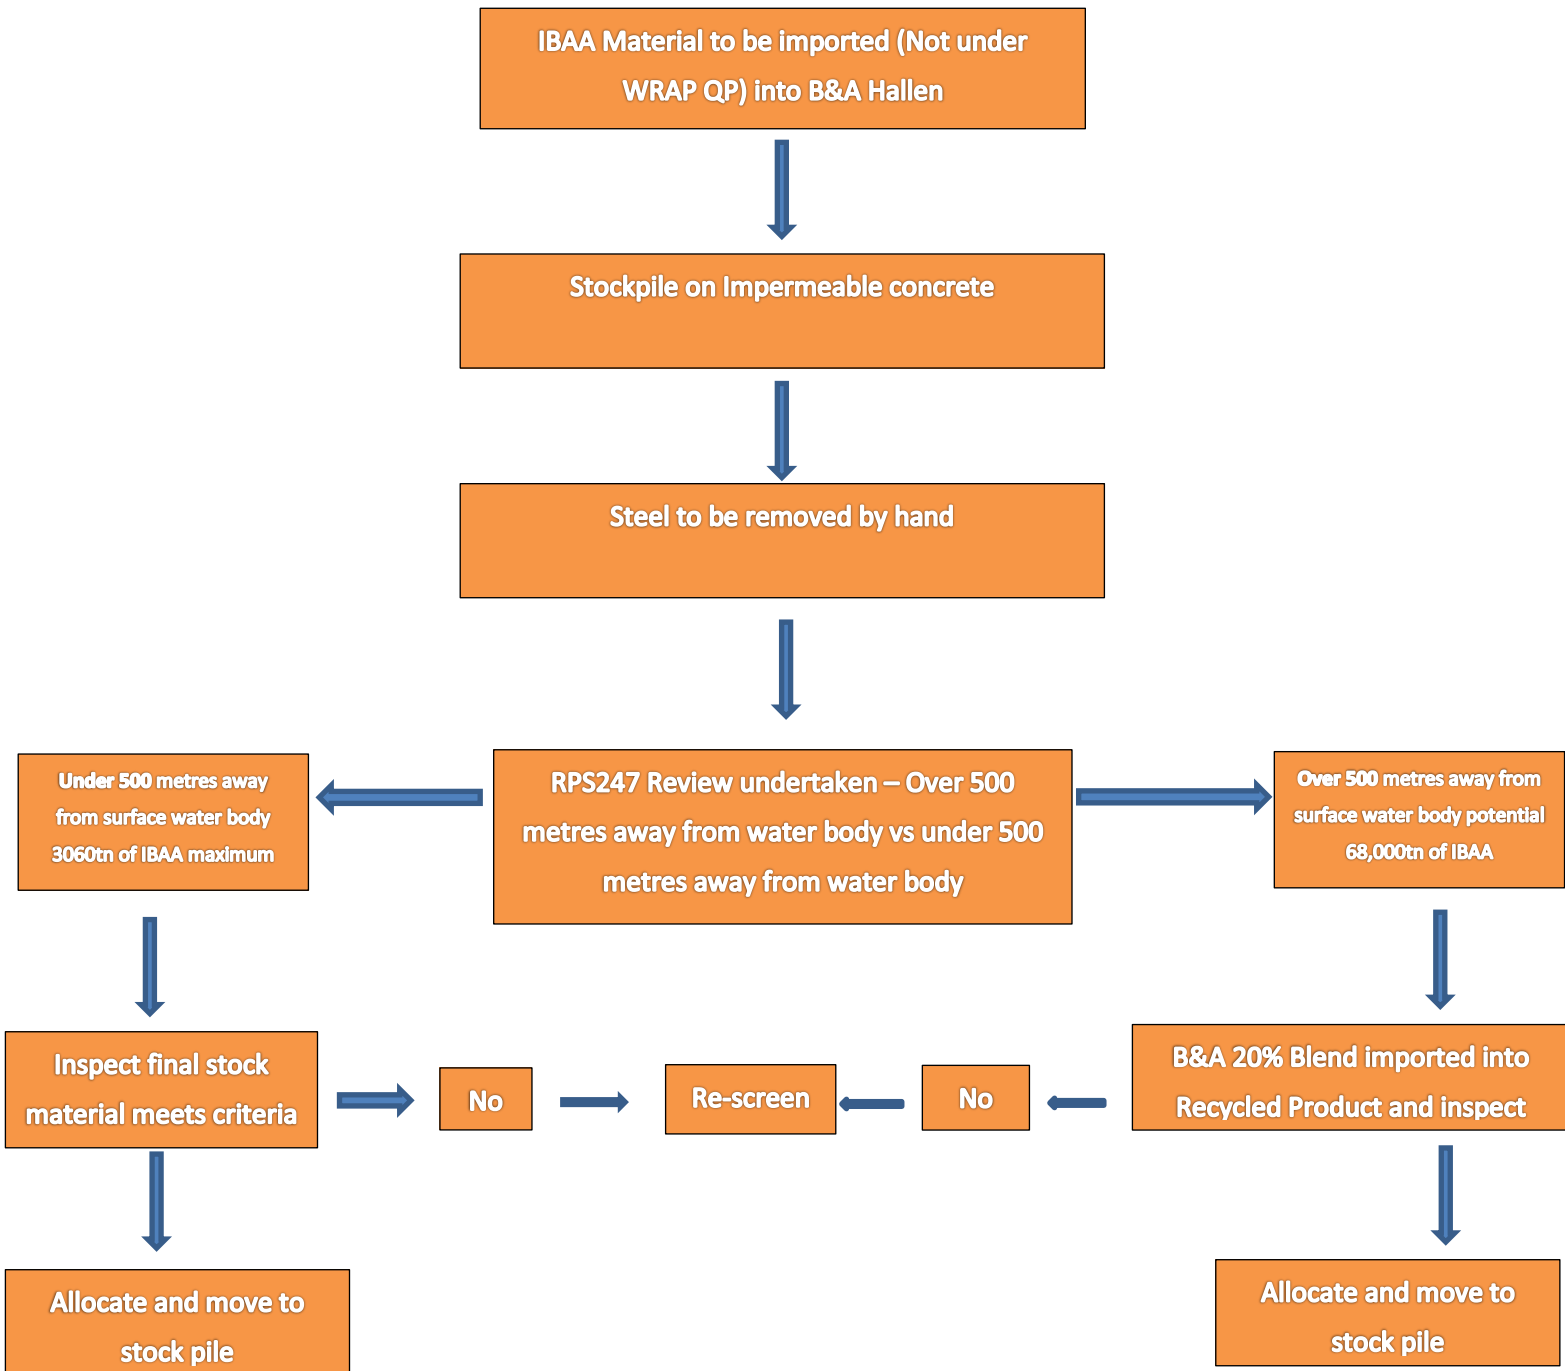 IBAA Material to be imported (Not under
WRAP QP) into B&A Hallen
Stockpile on Impermeable concrete
Steel to be removed by hand
Under 500 metres away
from surface water body
3060tn of IBAA maximum
RPS247 Review undertaken – Over 500
metres away from water body vs under 500
metres away from water body
Over 500 metres away from
surface water body potential
68,000tn of IBAA
Inspect final stock
material meets criteria
No
Re-screen
No
B&A 20% Blend imported into
Recycled Product and inspect
Allocate and move to
stock pile
Allocate and move to
stock pile